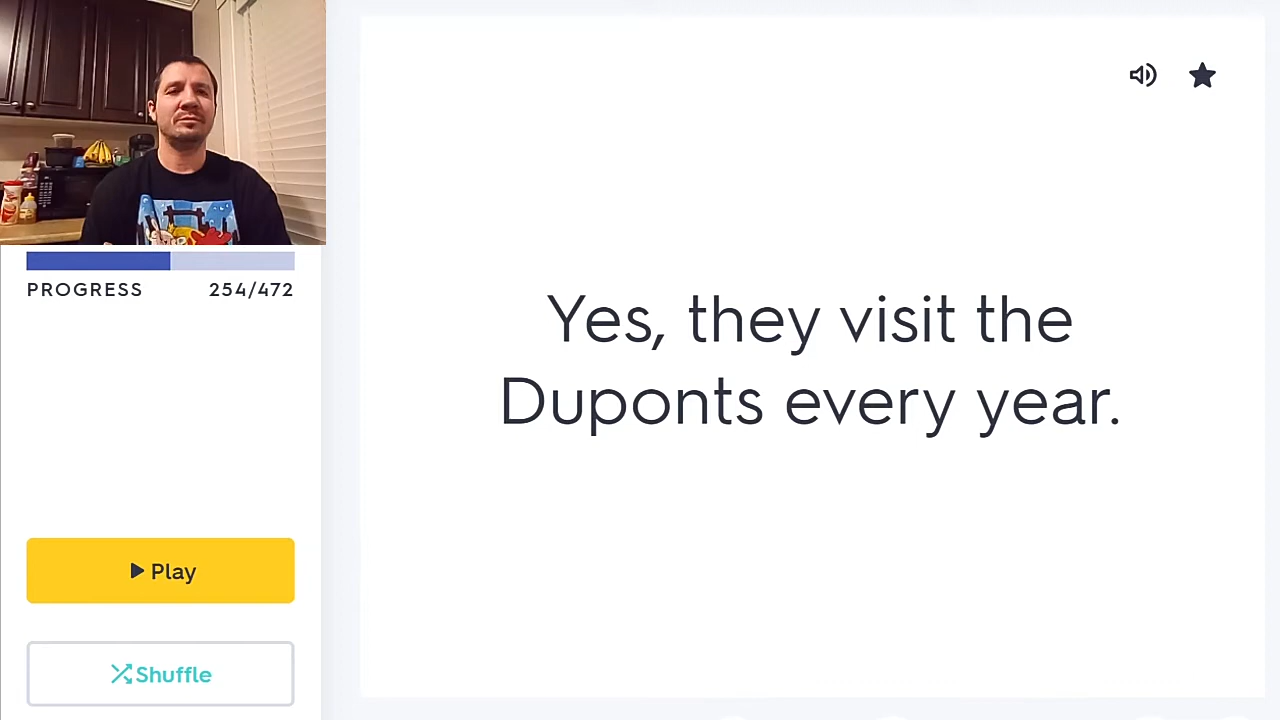 Yes, they visit the
Duponts every year.
PROGRESS 254/472
Play
Shuffle